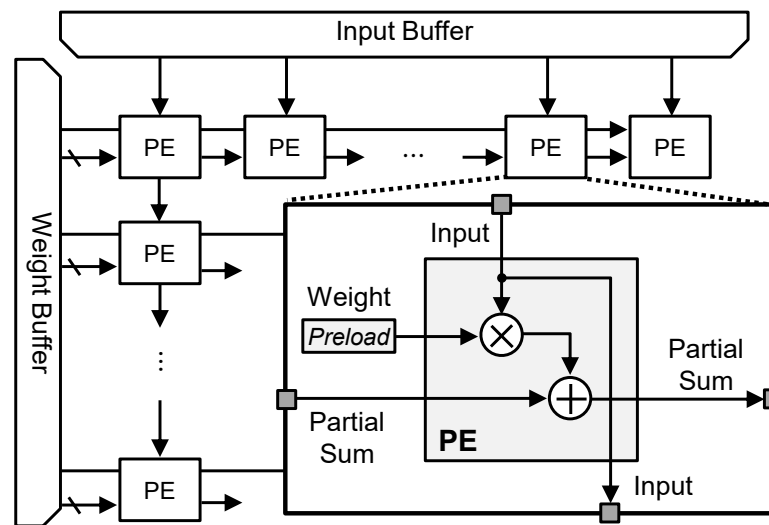 Input Buffer
Weight Buffer
PE
PE
...
PE
PE
PE
Input
Weight
Preload
Partial
Sum
Partial
Sum
...
PE
PE
Input